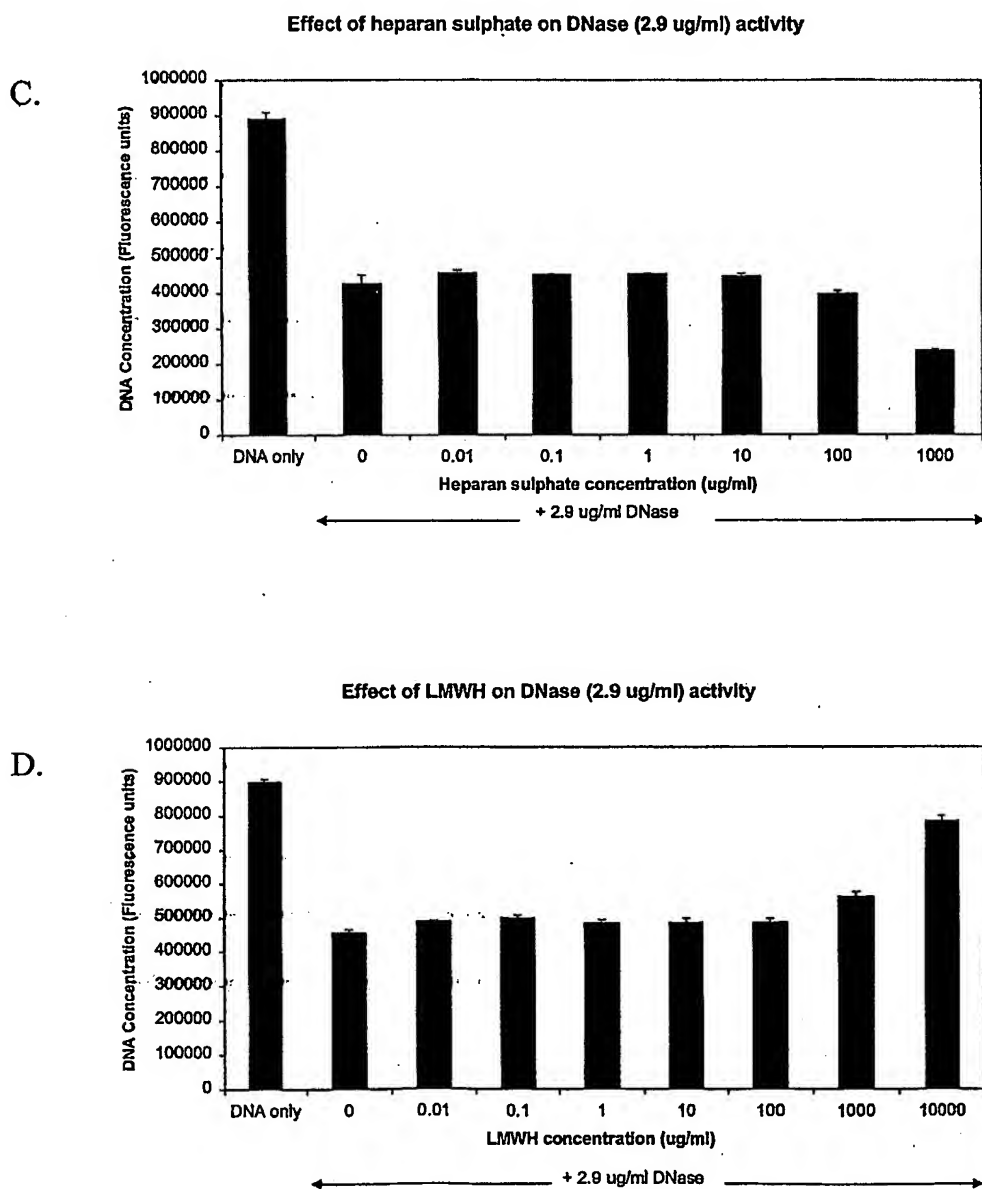 Effect of heparan sulphate on DNase (2.9 ug/ml) activity
C.
DNA Concentration (Fluorescence units)
1000000
900000
800000
700000
600000
500000
400000
300000
200000
100000
0
DNA only 0 0.01 0.1 1 10 100 1000
Heparan sulphate concentration (ug/ml)
+ 2.9 ug/ml DNase
Effect of LMWH on DNase (2.9 ug/ml) activity
D.
DNA Concentration (Fluorescence units)
1000000
900000
800000
700000
600000
500000
400000
300000
200000
100000
0
DNA only 0 0.01 0.1 1 10 100 1000 10000
LMWH concentration (ug/ml)
+ 2.9 ug/ml DNase